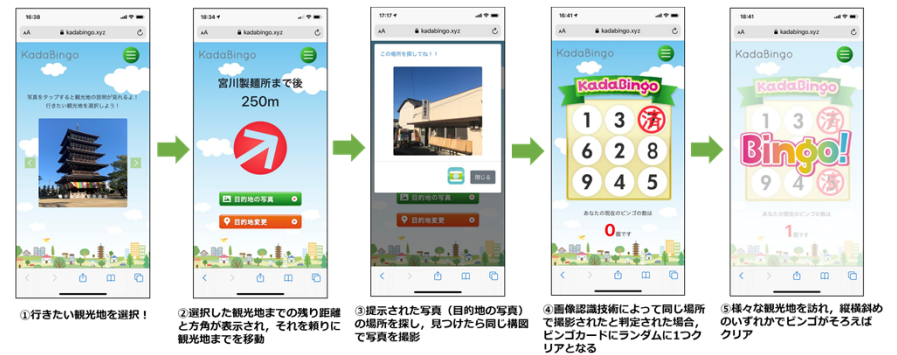 16:38
AA kadabingo.xyz
KadaBingo
写真をタップすると観光地の説明が見れるよ！
行きたい観光地を選択しよう！
①行きたい観光地を選択！
18:34
AA kadabingo.xyz
KadaBingo
宮川製麺所まで後
250m
目的地の写真
目的地変更
②選択した観光地までの残り距離
と方角が表示され，それを頼りに
観光地までを移動
17:17
AA kadabingo.xyz
この場所を探してね！！
閉じる
目的地の写真
目的地変更
③提示された写真（目的地の写真）
の場所を探し，見つけたら同じ構図
で写真を撮影
16:41
AA kadabingo.xyz
KadaBingo
KadaBingo
1 3 済
6 2 8
9 4 5
あなたの現在のビンゴの数は
0個です
④画像認識技術によって同じ場所
で撮影されたと判定された場合，
ビンゴカードにランダムに1つク
リアとなる
18:41
AA kadabingo.xyz
KadaBingo
KadaBingo
1 3 済
Bingo!
9 4 済
あなたの現在のビンゴの数は
1個です
⑤様々な観光地を訪れ，縦横斜め
のいずれかでビンゴがそろえば
クリア